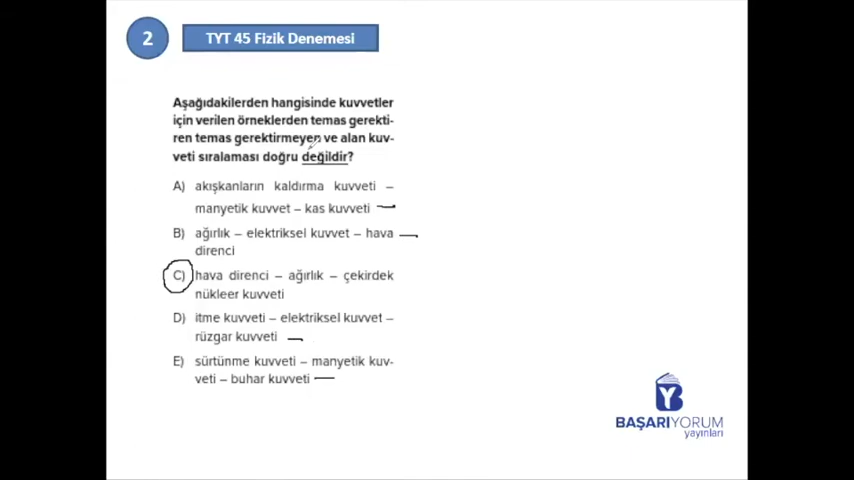 2
TYT 45 Fizik Denemesi
Aşağıdakilerden hangisinde kuvvetler
için verilen örneklerden temas gerekti-
ren temas gerektirmeyen ve alan kuv-
veti sıralaması doğru değildir?
A) akışkanların kaldırma kuvveti –
manyetik kuvvet – kas kuvveti
B) ağırlık – elektriksel kuvvet – hava
direnci
C) hava direnci – ağırlık – çekirdek
nükleer kuvveti
D) itme kuvveti – elektriksel kuvvet –
rüzgar kuvveti
E) sürtünme kuvveti – manyetik kuv-
veti – buhar kuvveti
BAŞARIYORUM
yayınları